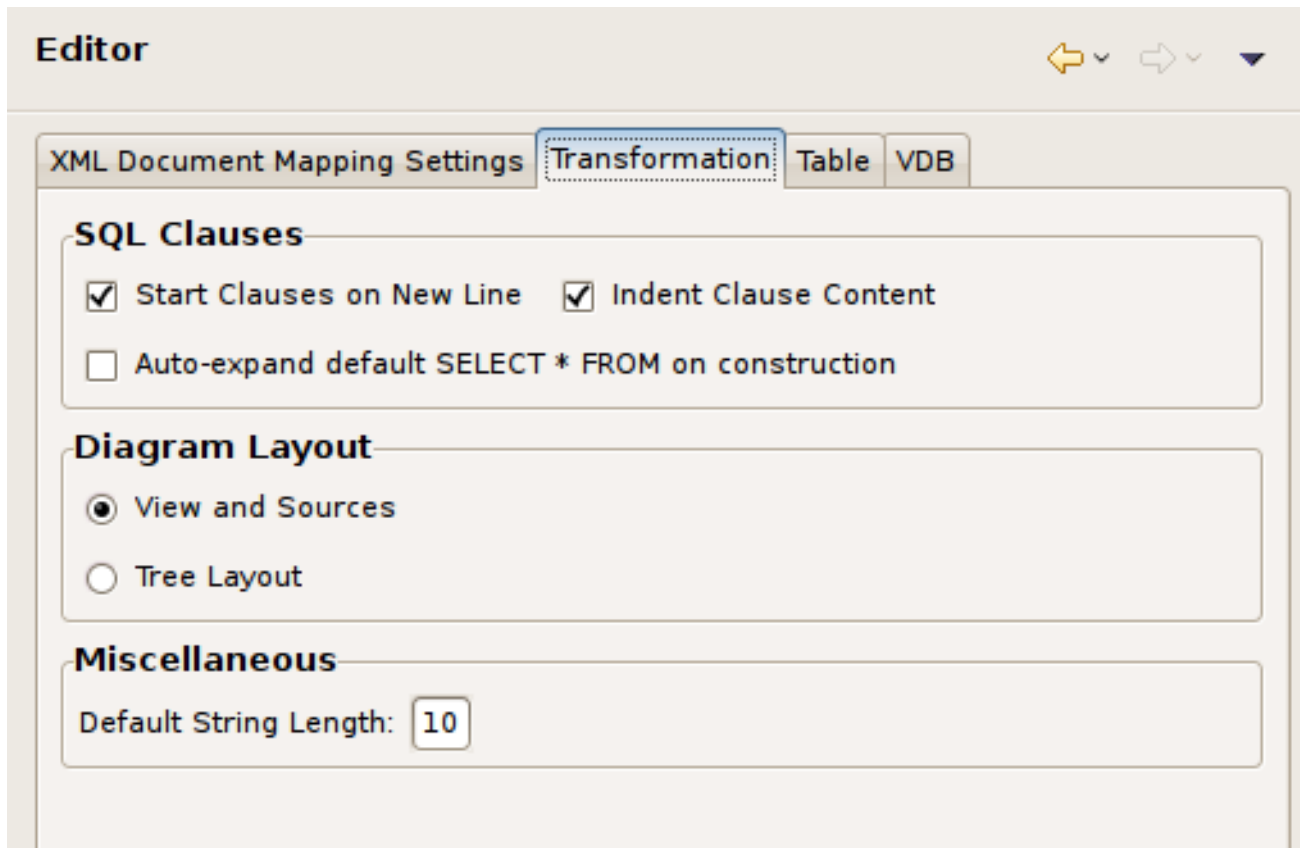 Editor
XML Document Mapping Settings Transformation Table VDB
SQL Clauses
Start Clauses on New Line Indent Clause Content
Auto-expand default SELECT * FROM on construction
Diagram Layout
View and Sources
Tree Layout
Miscellaneous
Default String Length: 10